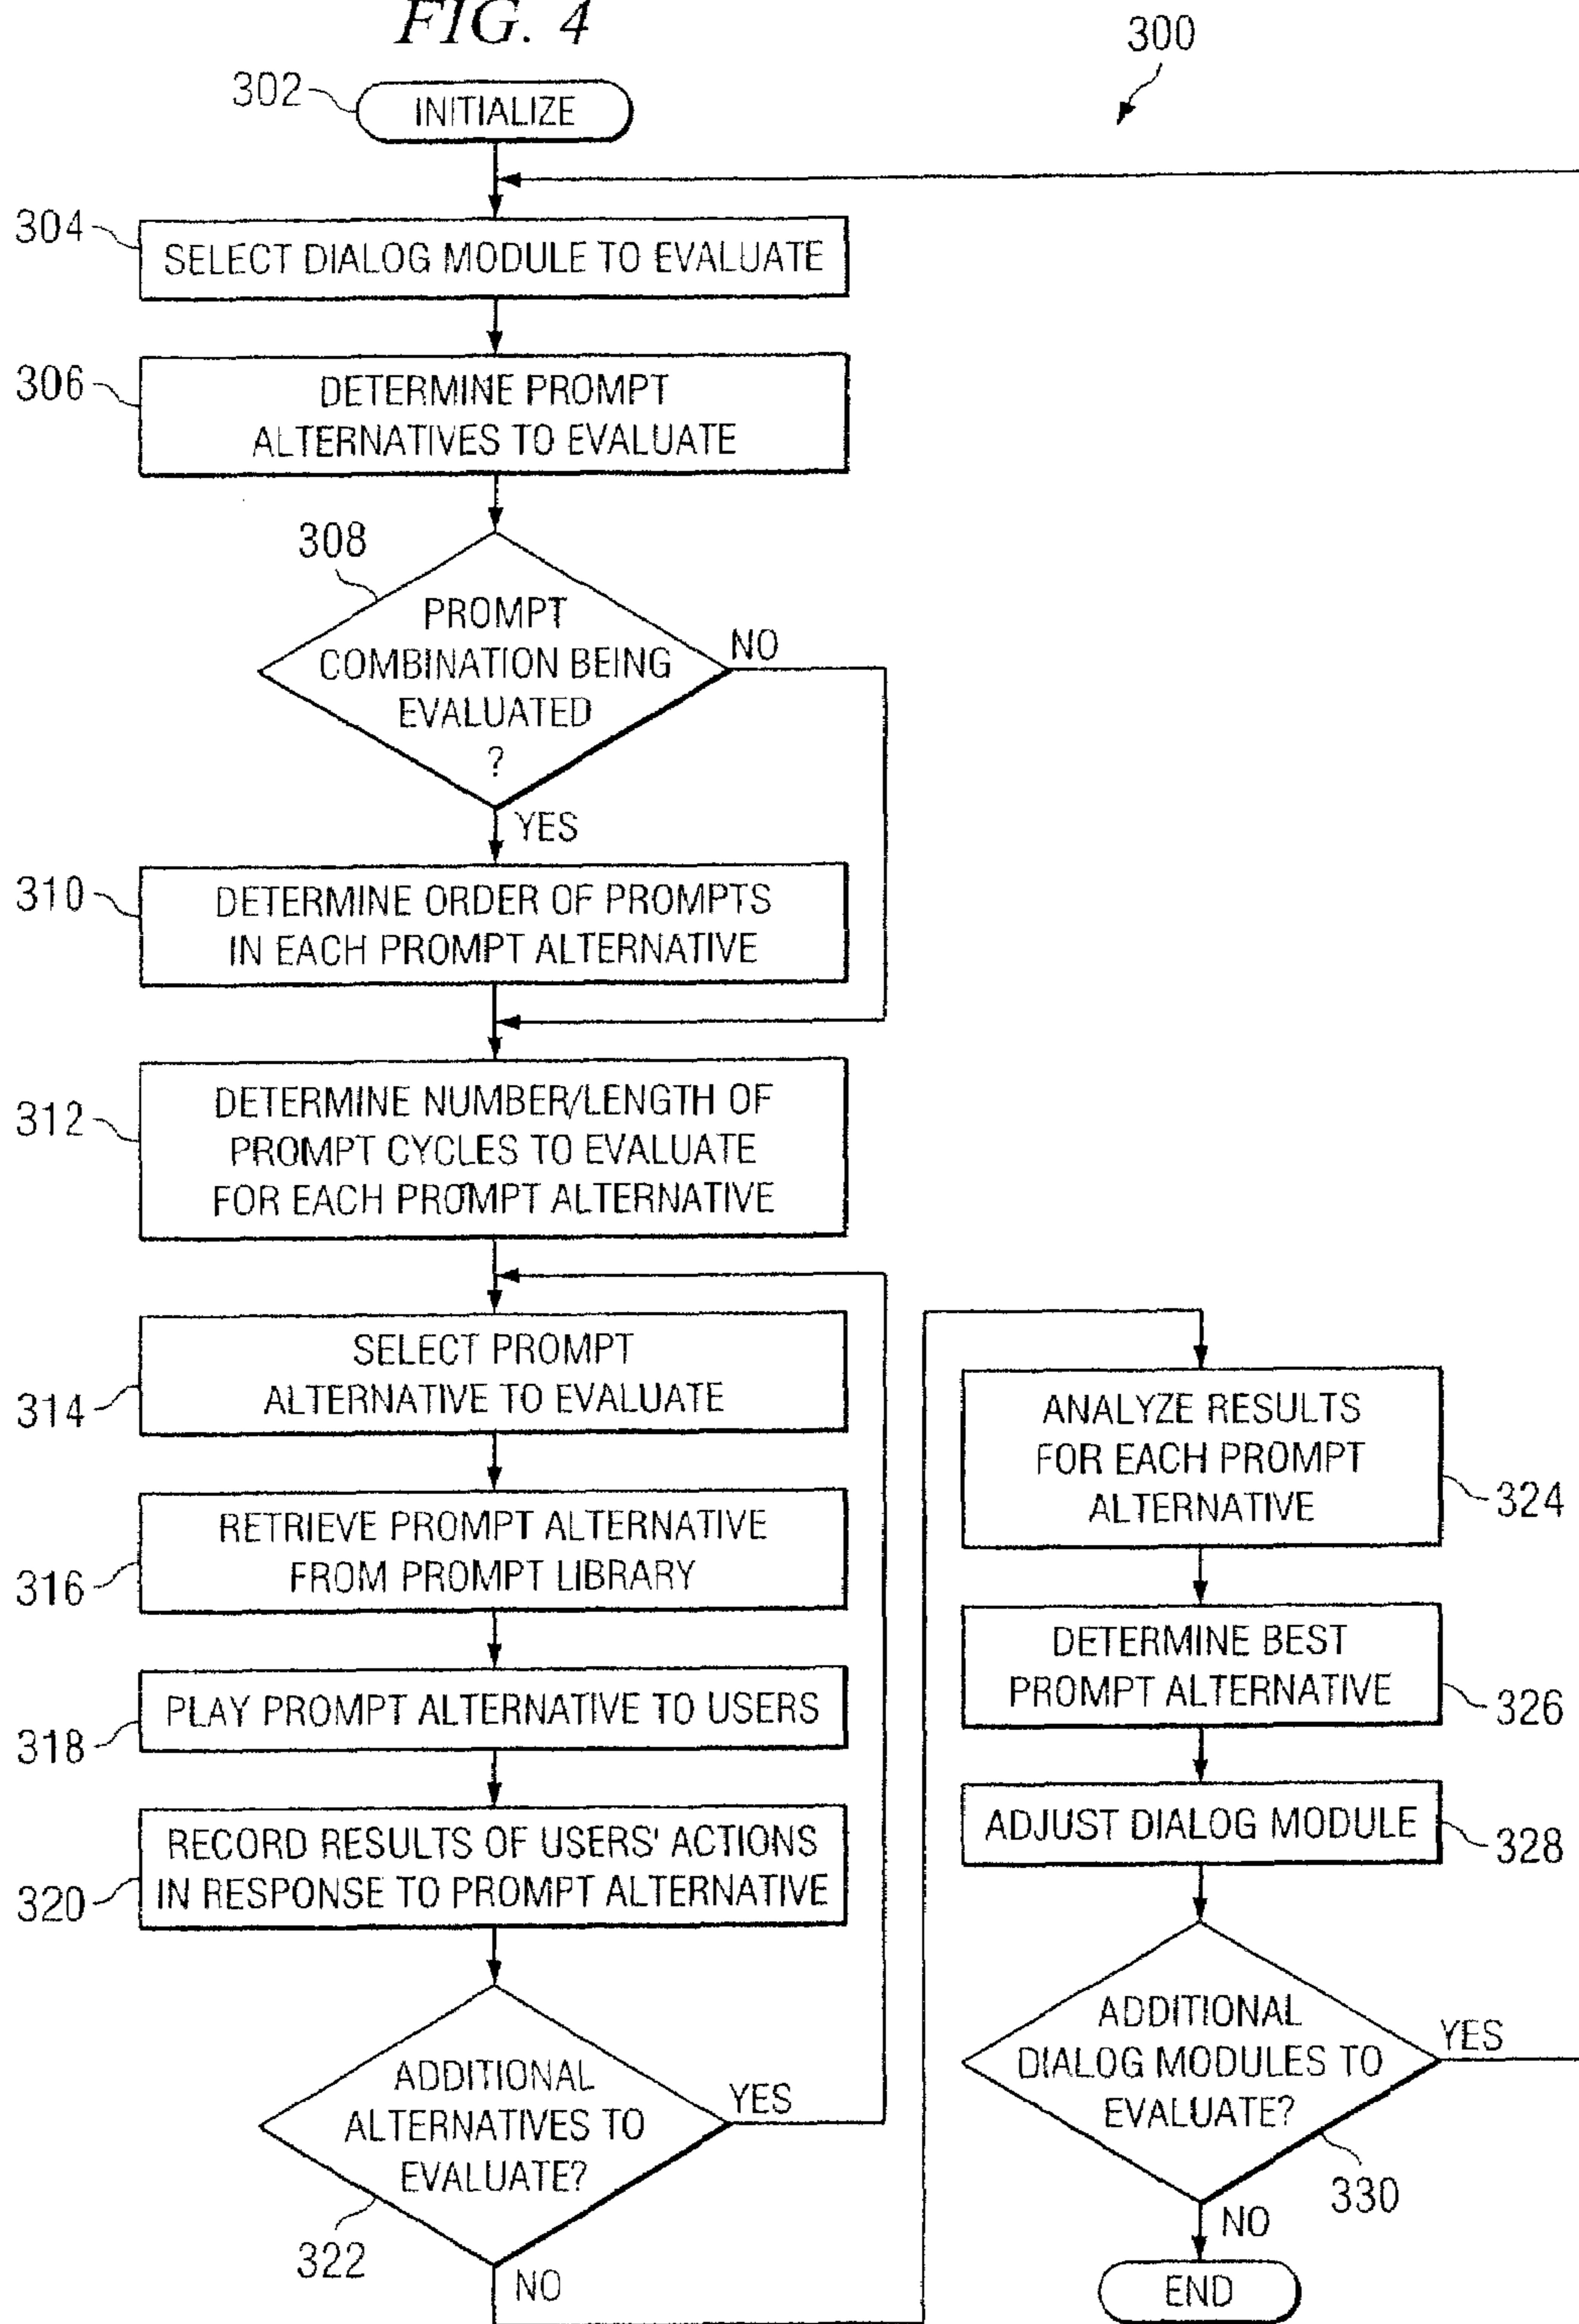 FIG. 4
300
302
INITIALIZE
304
SELECT DIALOG MODULE TO EVALUATE
306
DETERMINE PROMPT
ALTERNATIVES TO EVALUATE
308
PROMPT
COMBINATION BEING
EVALUATED
?
NO
YES
310
DETERMINE ORDER OF PROMPTS
IN EACH PROMPT ALTERNATIVE
312
DETERMINE NUMBER/LENGTH OF
PROMPT CYCLES TO EVALUATE
FOR EACH PROMPT ALTERNATIVE
314
SELECT PROMPT
ALTERNATIVE TO EVALUATE
316
RETRIEVE PROMPT ALTERNATIVE
FROM PROMPT LIBRARY
318
PLAY PROMPT ALTERNATIVE TO USERS
320
RECORD RESULTS OF USERS' ACTIONS
IN RESPONSE TO PROMPT ALTERNATIVE
322
ADDITIONAL
ALTERNATIVES TO
EVALUATE?
YES
NO
ANALYZE RESULTS
FOR EACH PROMPT
ALTERNATIVE
324
DETERMINE BEST
PROMPT ALTERNATIVE
326
ADJUST DIALOG MODULE
328
ADDITIONAL
DIALOG MODULES TO
EVALUATE?
YES
330
NO
END